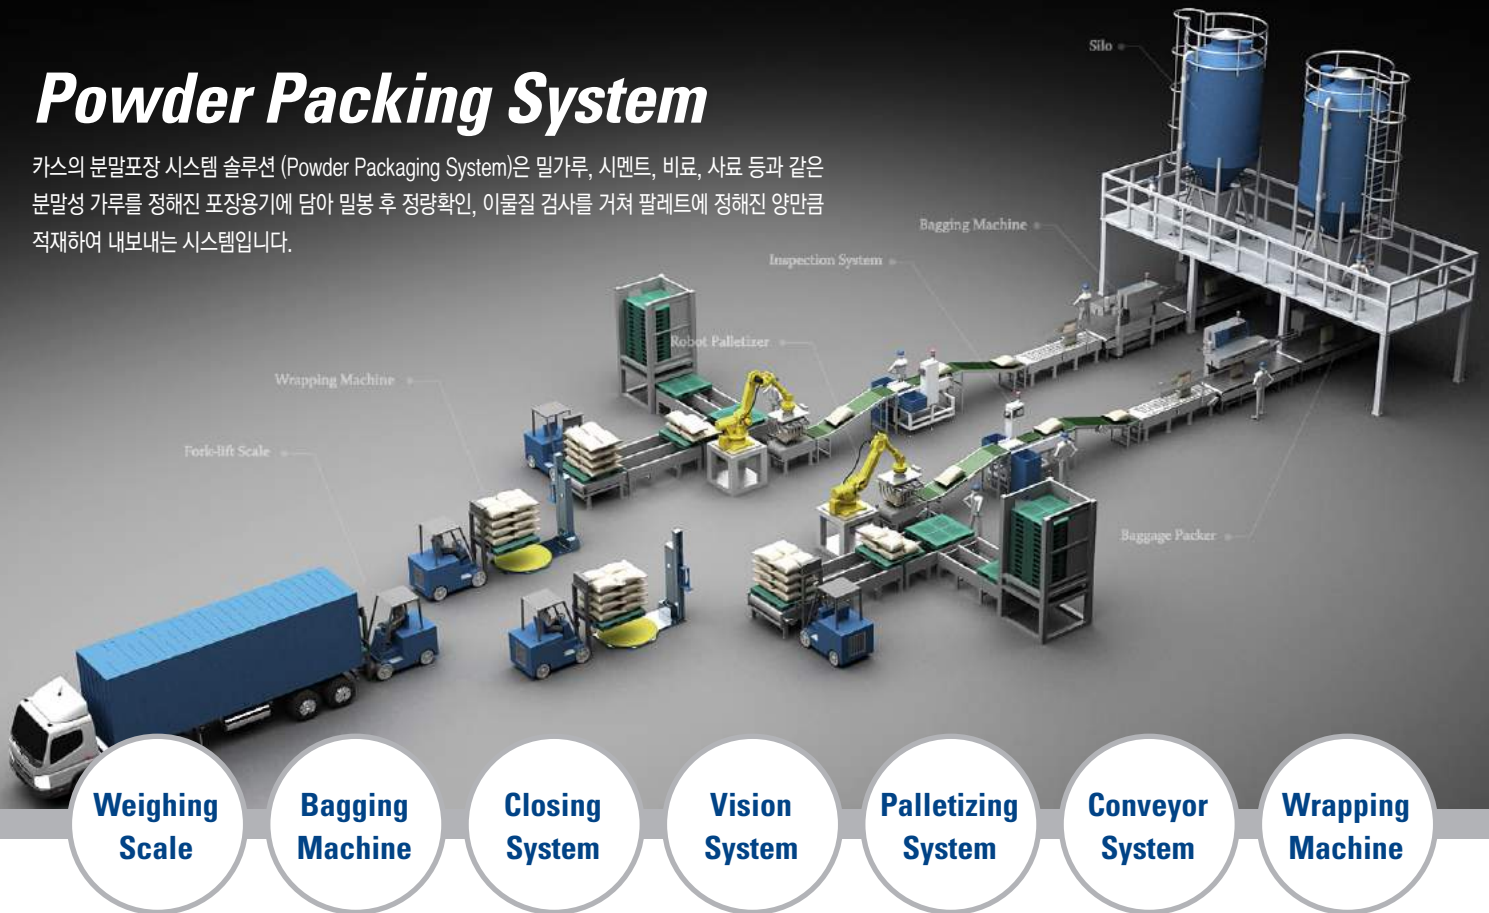 Powder Packing System
카스의 분말포장 시스템 솔루션 (Powder Packaging System)은 밀가루, 시멘트, 비료, 사료 등과 같은
분말성 가루를 정해진 포장용기에 담아 밀봉 후 정량확인, 이물질 검사를 거쳐 팔레트에 정해진 양만큼
적재하여 내보내는 시스템입니다.
Silo
Bagging Machine
Inspection System
Robot Palletizer
Wrapping Machine
Fork-lift Scale
Baggage Packer
Weighing
Scale
Bagging
Machine
Closing
System
Vision
System
Palletizing
System
Conveyor
System
Wrapping
Machine